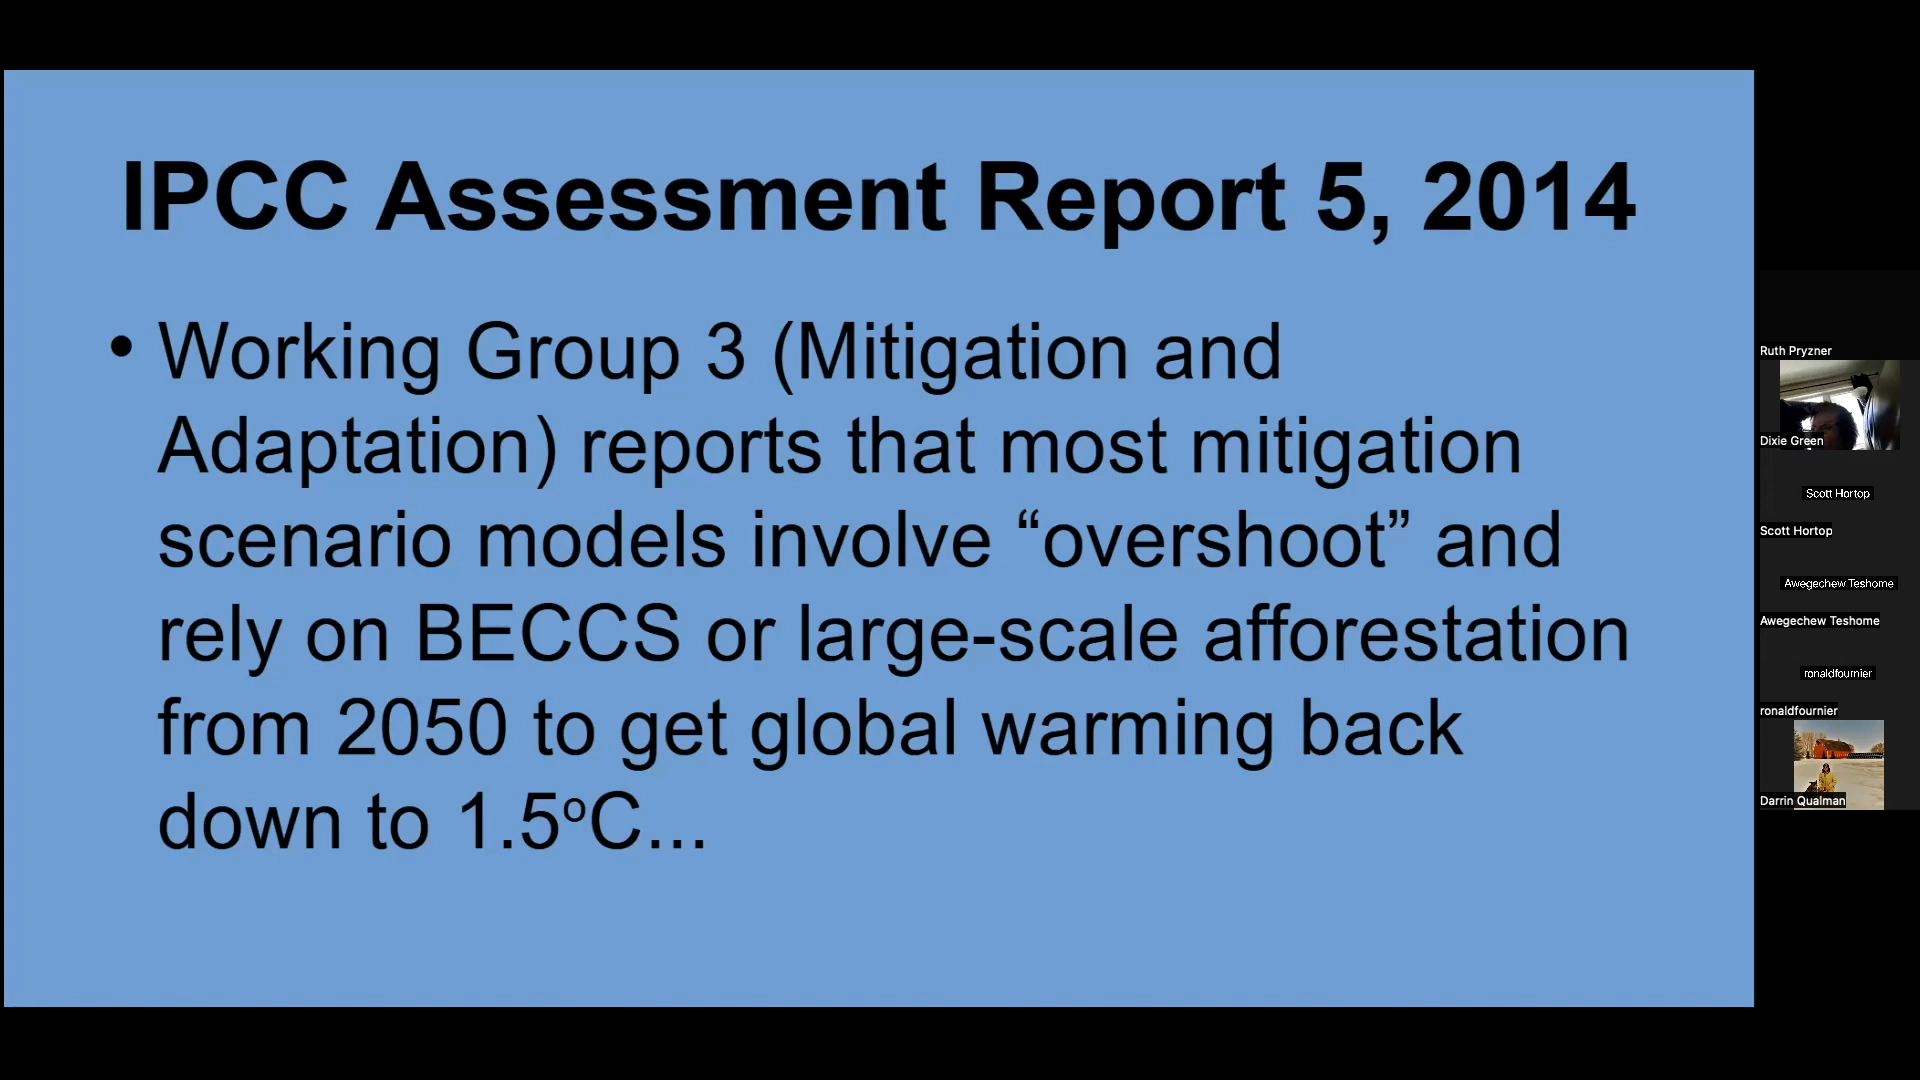 IPCC Assessment Report 5, 2014
• Working Group 3 (Mitigation and
Adaptation) reports that most mitigation
scenario models involve “overshoot” and
rely on BECCS or large-scale afforestation
from 2050 to get global warming back
down to 1.5ºC...
Ruth Pryzner
Dixie Green
Scott Hortop
Scott Hortop
Awegechew Teshome
Awegechew Teshome
ronaldfournier
ronaldfournier
Darrin Qualman